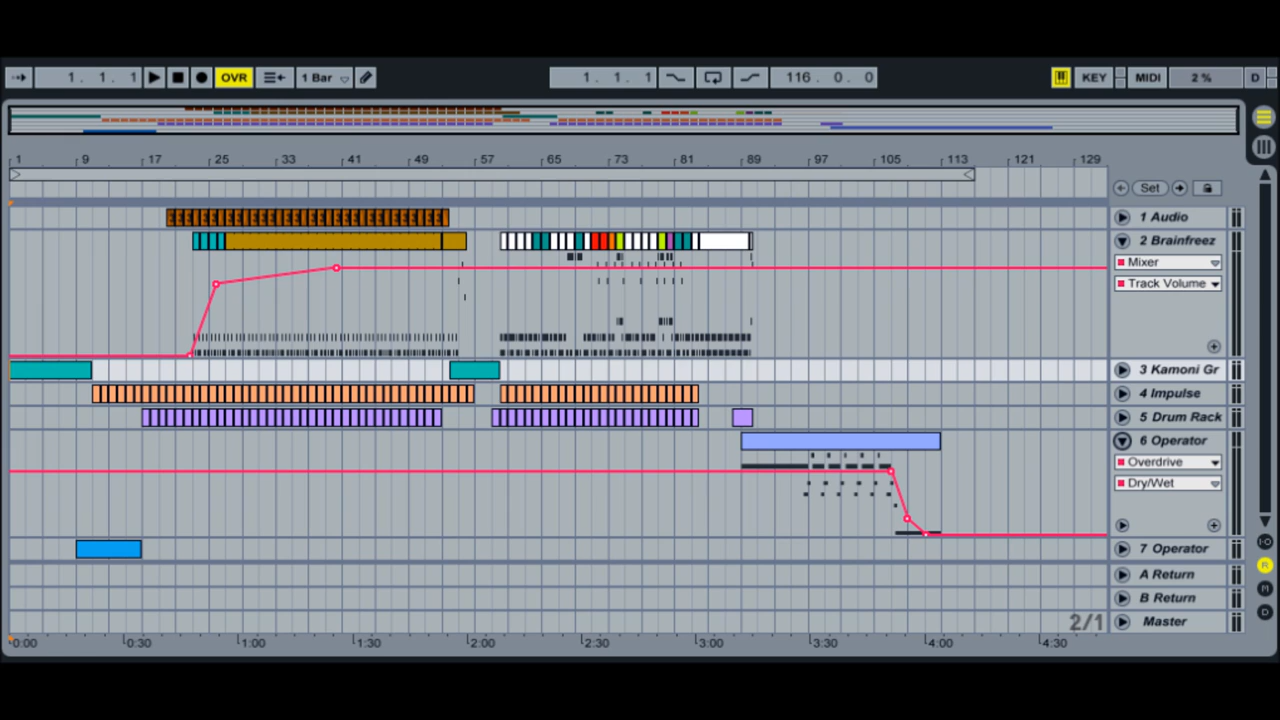 1. 1. 1 OVR 1 Bar 1. 1. 1 116 . 0. 0 KEY MIDI 2 % D
1 9 17 25 33 41 49 57 65 73 81 89 97 105 113 121 129
Set
1 Audio
2 Brainfreez
Mixer
Track Volume
3 Kamoni Gr
4 Impulse
5 Drum Rack
6 Operator
Overdrive
Dry/Wet
7 Operator
I·O
A Return
R
B Return
M
D
2/1 Master
0:00 0:30 1:00 1:30 2:00 2:30 3:00 3:30 4:00 4:30